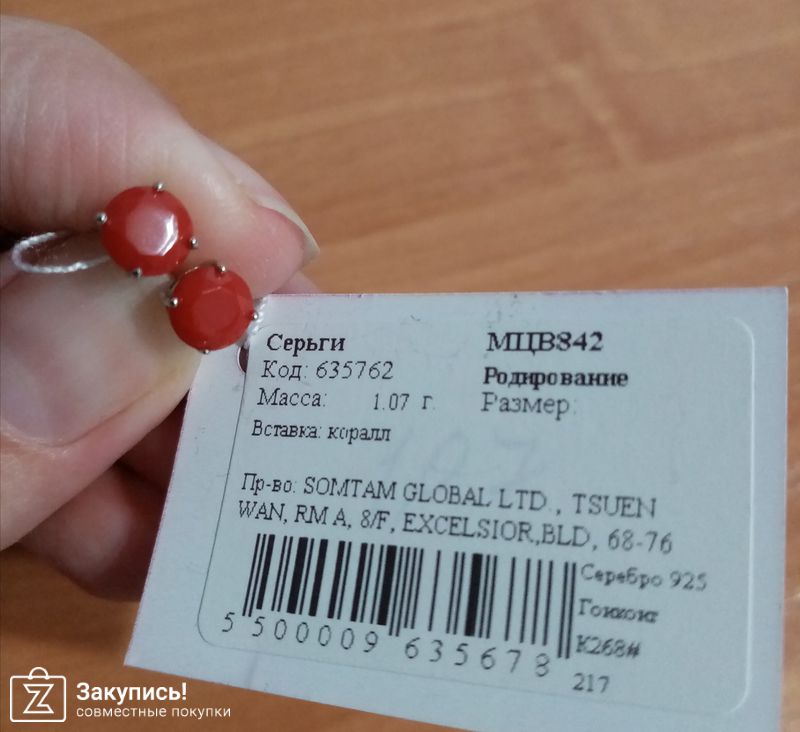 Серьги МЦВ842
Код: 635762 Родирование
Масса: 1.07 г. Размер:
Вставка: коралл
Пр-во: SOMTAM GLOBAL LTD., TSUEN
WAN, RM A, 8/F, EXCELSIOR,BLD, 68-76
Серебро 925
Гонконг
K268#
217
5 500009 635678
Закупись!
совместные покупки